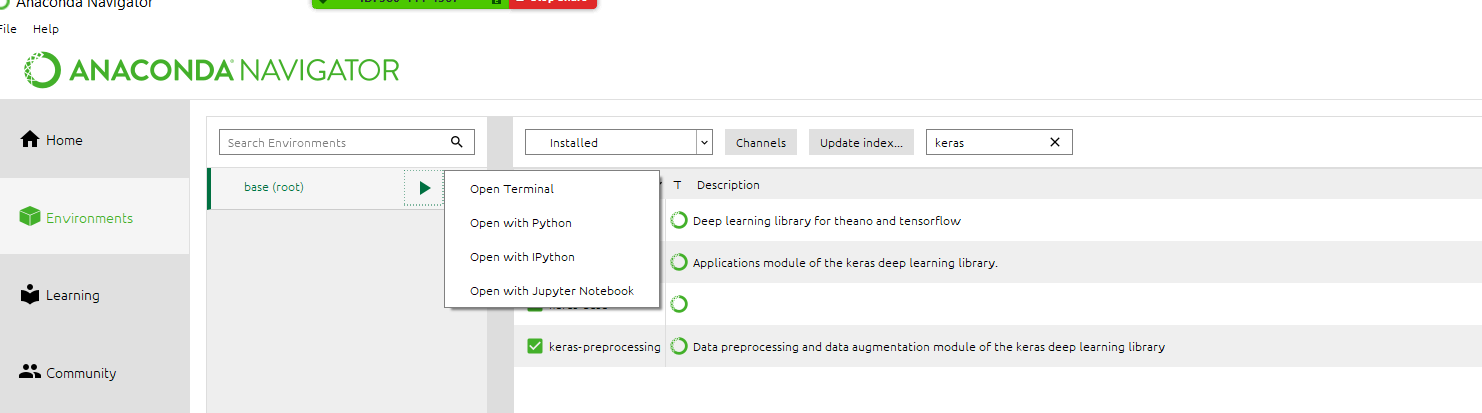 Anaconda Navigator
File Help
ANACONDA NAVIGATOR
Home
Environments
Learning
Community
Search Environments
base (root)
Open Terminal
Open with Python
Open with IPython
Open with Jupyter Notebook
Installed
Channels
Update index...
keras
T Description
Deep learning library for theano and tensorflow
Applications module of the keras deep learning library.
keras-preprocessing
Data preprocessing and data augmentation module of the keras deep learning library